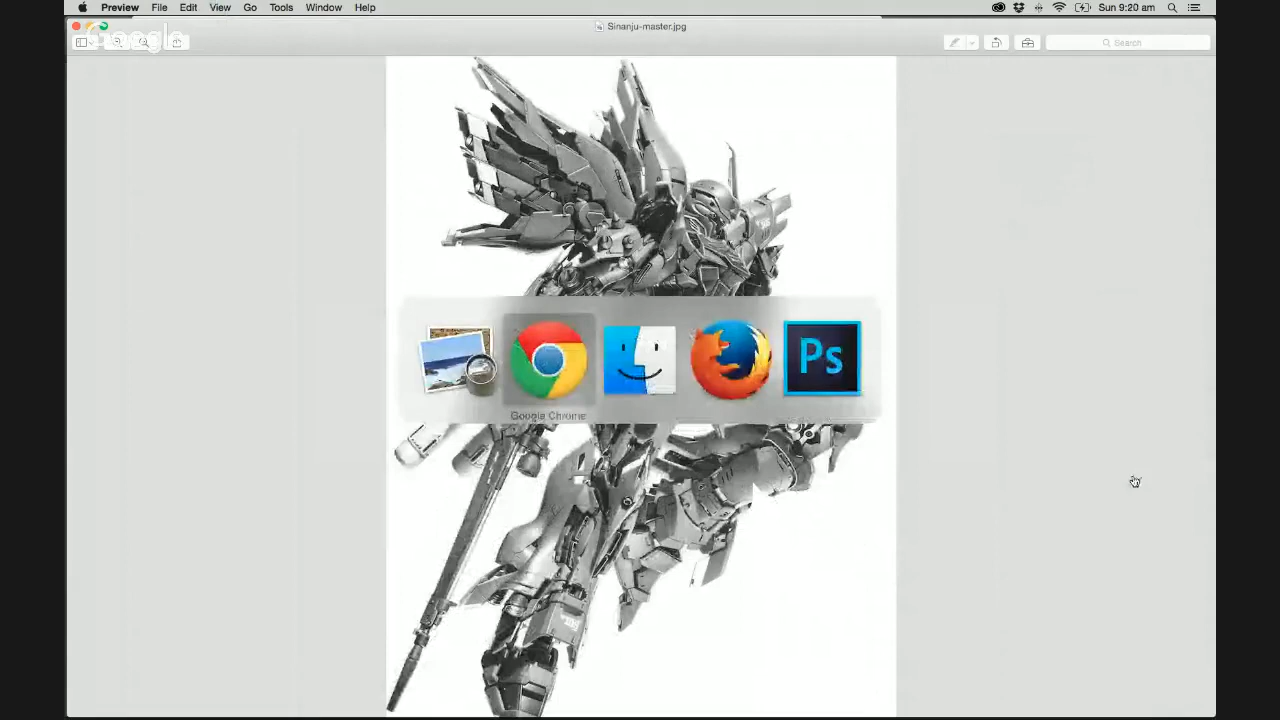 Preview File Edit View Go Tools Window Help
Sun 9:20 am
Sinanju-master.jpg
Google
Search
Ps
Google Chrome